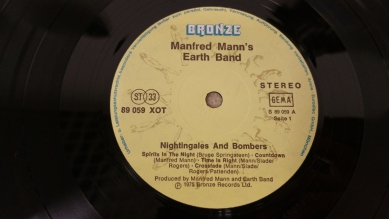 BRONZE
Manfred Mann's
Earth Band
ST 33
STEREO
89 059 XOT
GEMA
S 89 059 A
Seite 1
Nightingales And Bombers
Spirits In The Night (Bruce Springsteen) · Countdown
(Manfred Mann) · Time is Right (Mann/Slade/
Rogers) · Crossfade (Mann/Slade/
Rogers/Pattenden)
Produced by Manfred Mann and Earth Band
℗ 1975 Bronze Records Ltd.